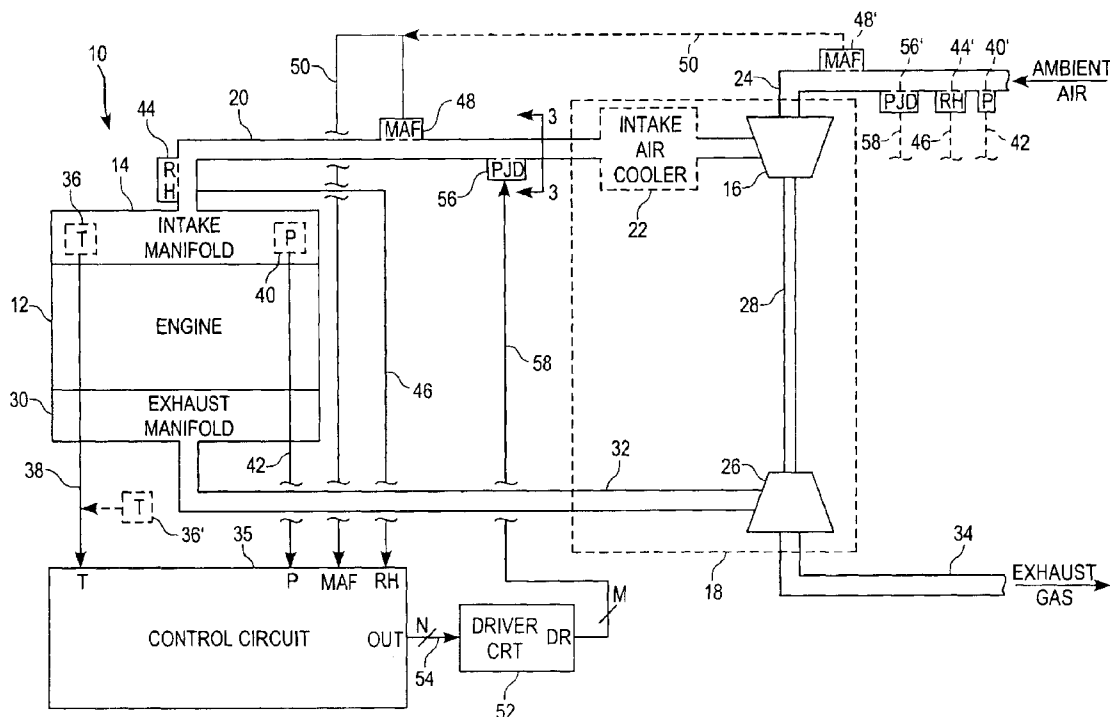 48'
10
50
50
MAF
56'
44'
40'
AMBIENT
AIR
24
PJD
RH
P
58
46
42
44
20
MAF
48
3
INTAKE
AIR
COOLER
16
RH
36
14
PJD
56
3
22
T
INTAKE
MANIFOLD
P
40
12
ENGINE
28
58
46
30
EXHAUST
MANIFOLD
38
42
32
26
T
36'
35
18
34
T
P
MAF
RH
M
EXHAUST
GAS
CONTROL CIRCUIT
OUT
N
54
DRIVER
CRT
DR
52